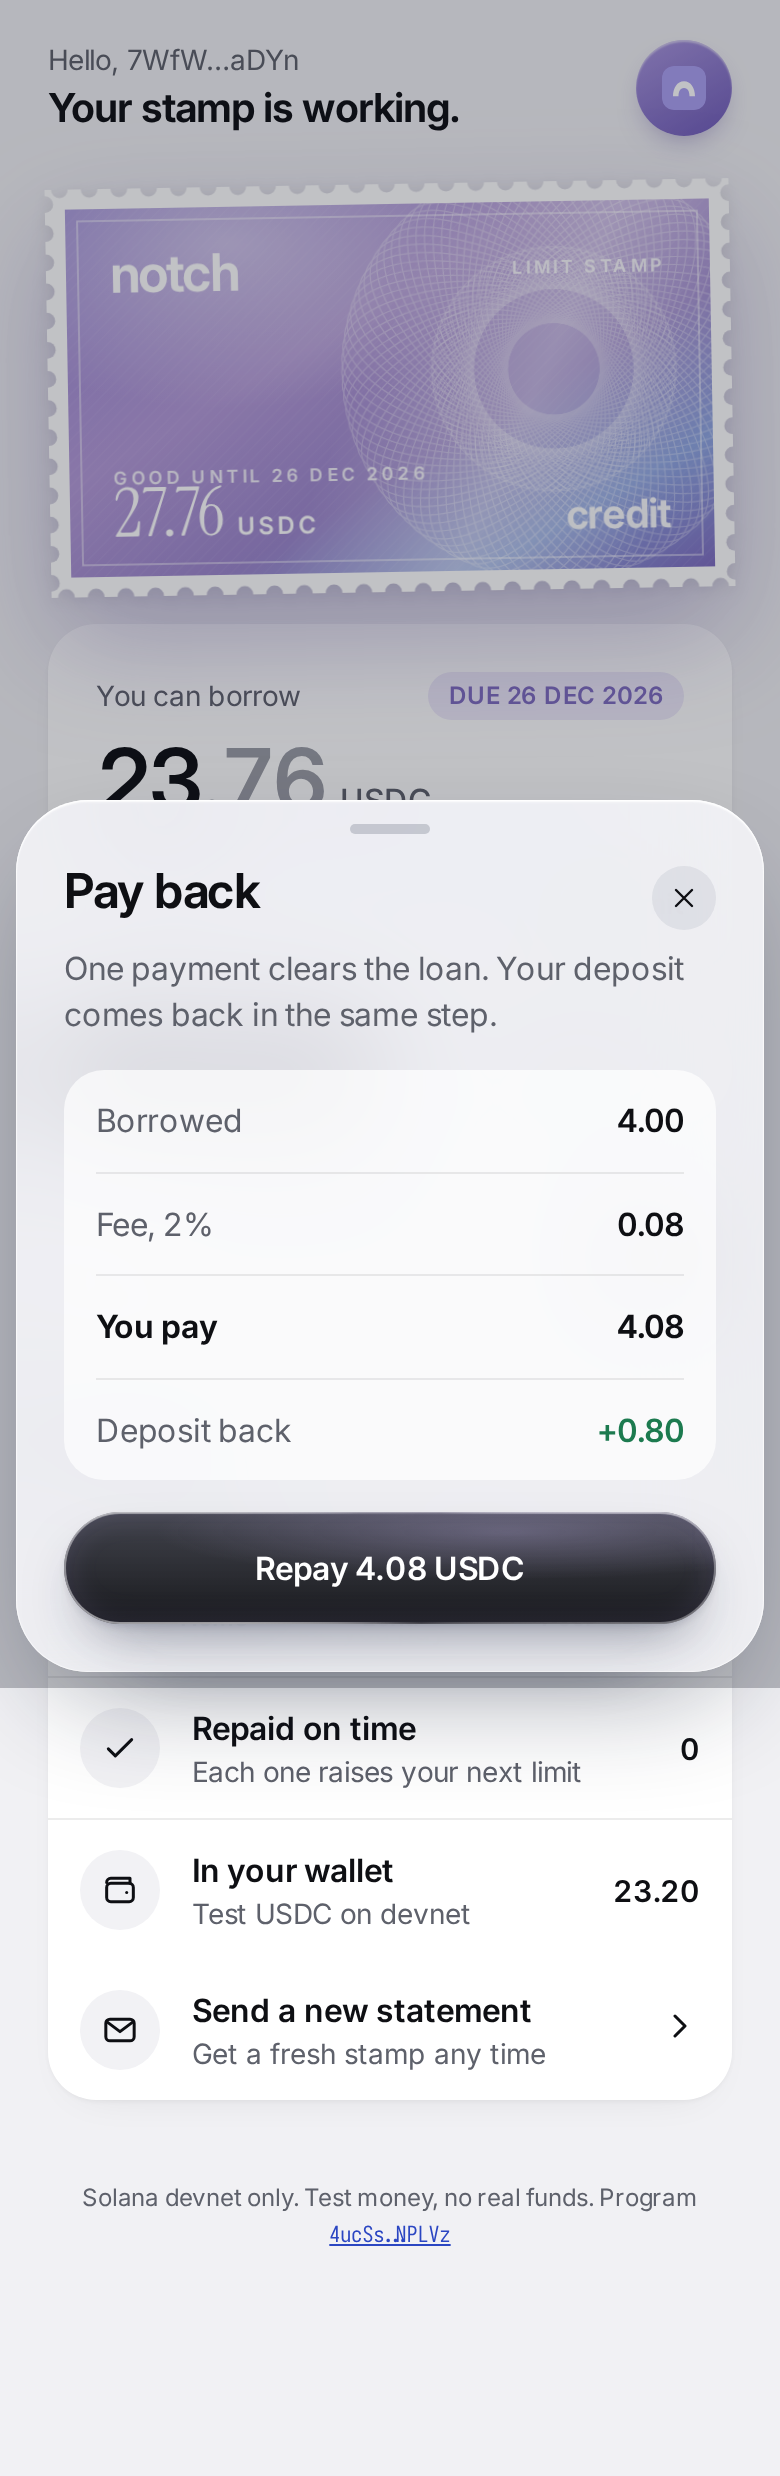 Hello, 7WfW...aDYn
Your stamp is working.
notch
LIMIT STAMP
GOOD UNTIL 26 DEC 2026
27.76 USDC
credit
You can borrow
DUE 26 DEC 2026
23.76 USDC
Pay back
One payment clears the loan. Your deposit
comes back in the same step.
Borrowed 4.00
Fee, 2% 0.08
You pay 4.08
Deposit back +0.80
Repay 4.08 USDC
Repaid on time
Each one raises your next limit
0
In your wallet
Test USDC on devnet
23.20
Send a new statement
Get a fresh stamp any time
Solana devnet only. Test money, no real funds. Program
4ucSs…NPLVz